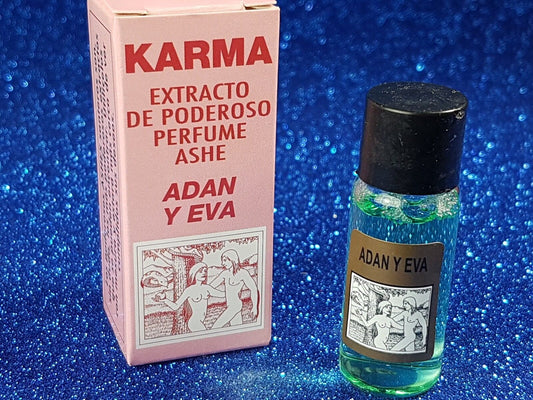 KARMA
EXTRACTO
DE PODEROSO
PERFUME
ASHE
ADAN
Y EVA
ADAN Y EVA